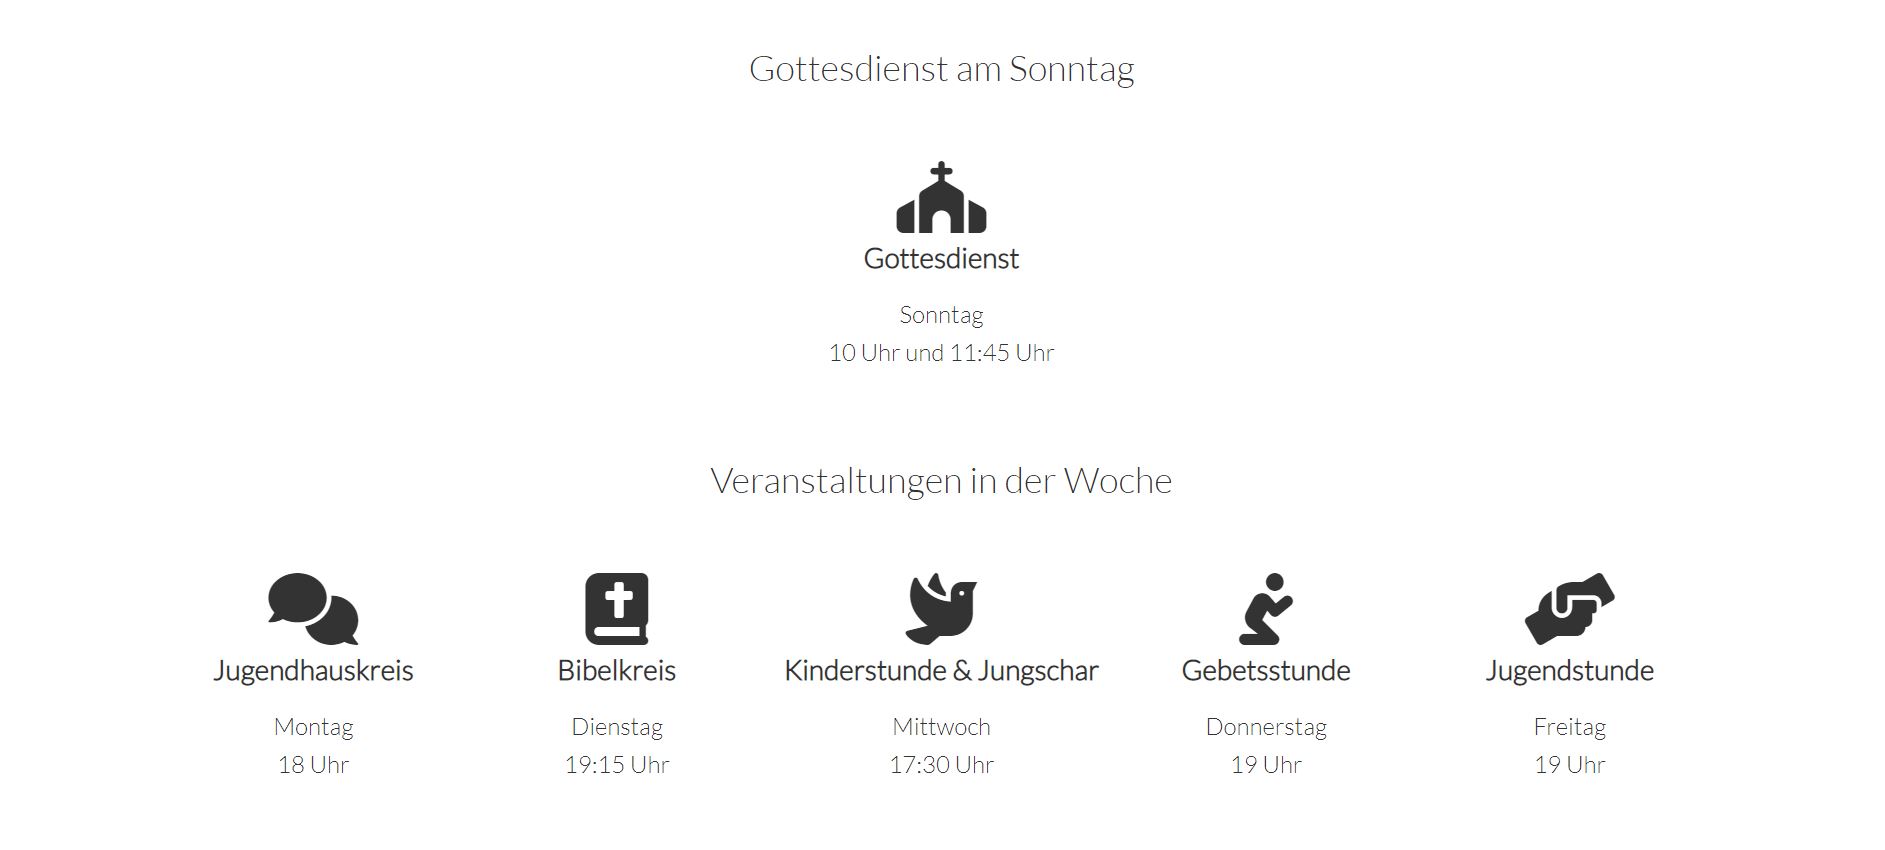 Gottesdienst am Sonntag
Gottesdienst
Sonntag
10 Uhr und 11:45 Uhr
Veranstaltungen in der Woche
Jugendhauskreis
Montag
18 Uhr
Bibelkreis
Dienstag
19:15 Uhr
Kinderstunde & Jungschar
Mittwoch
17:30 Uhr
Gebetsstunde
Donnerstag
19 Uhr
Jugendstunde
Freitag
19 Uhr